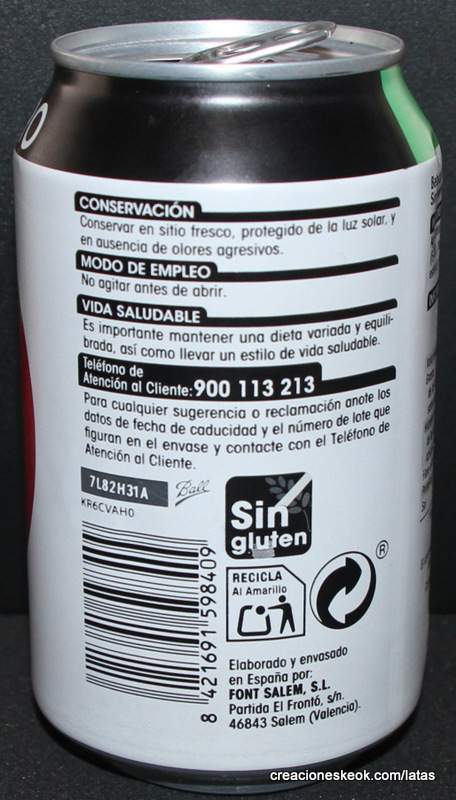 CONSERVACIÓN
Conservar en sitio fresco, protegido de la luz solar, y
en ausencia de olores agresivos.
MODO DE EMPLEO
No agitar antes de abrir.
VIDA SALUDABLE
Es importante mantener una dieta variada y equili-
brada, así como llevar un estilo de vida saludable.
Teléfono de
Atención al Cliente: 900 113 213
Para cualquier sugerencia o reclamación anote los
datos de fecha de caducidad y el número de lote que
figuran en el envase y contacte con el Teléfono de
Atención al Cliente.
7L82H31A
Ball
KR6CVAH0
Sin
gluten
RECICLA
Al Amarillo
®
8 421691 598409
Elaborado y envasado
en España por:
FONT SALEM, S.L.
Partida El Frontó, s/n.
46843 Salem (Valencia).
creacioneskeok.com/latas